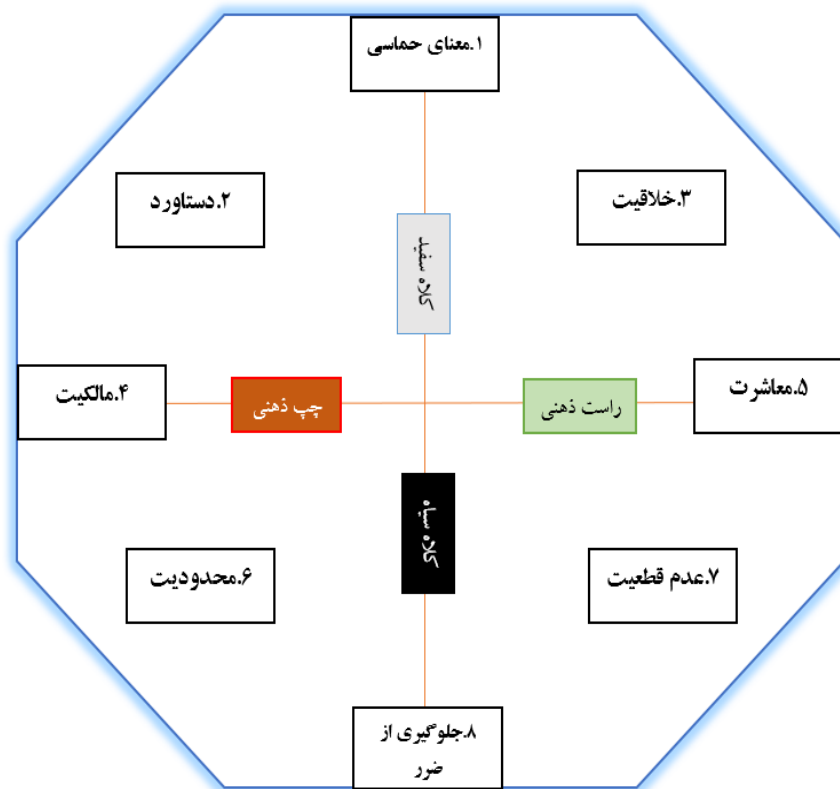 ۱.معنای حماسی
۳.خلاقیت
۲.دستاورد
کلاه سفید
۵.معاشرت
راست ذهنی
چپ ذهنی
۴.مالکیت
کلاه سیاه
۷.عدم قطعیت
۶.محدودیت
۸.جلوگیری از
ضرر